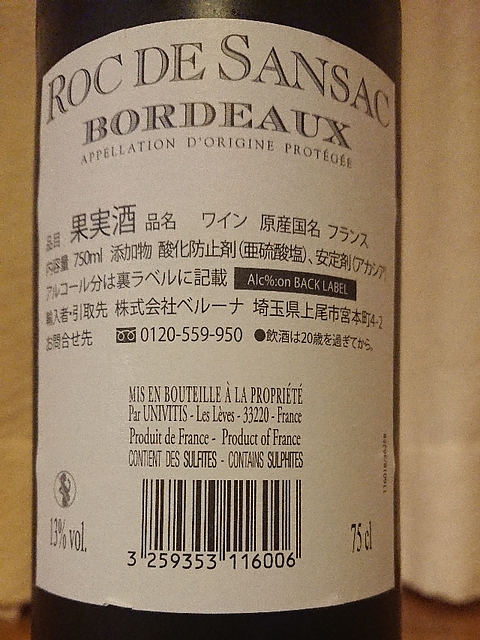 ROC DE SANSAC
BORDEAUX
APPELLATION D'ORIGINE PROTÉGÉE
品目 果実酒 品名 ワイン 原産国名 フランス
内容量 750ml 添加物 酸化防止剤(亜硫酸塩)、安定剤(アカシア
アルコール分は裏ラベルに記載 Alc%:on BACK LABEL
輸入者・引取先 株式会社ベルーナ 埼玉県上尾市宮本町4-2
お問合せ先 0120-559-950 ●飲酒は20歳を過ぎてから。
MIS EN BOUTEILLE À LA PROPRIÉTÉ
Par UNIVITIS - Les Lèves - 33220 - France
Produit de France - Product of France
CONTIENT DES SULFITES - CONTAINS SULPHITES
13% vol.
75 cl
3 259353 116006